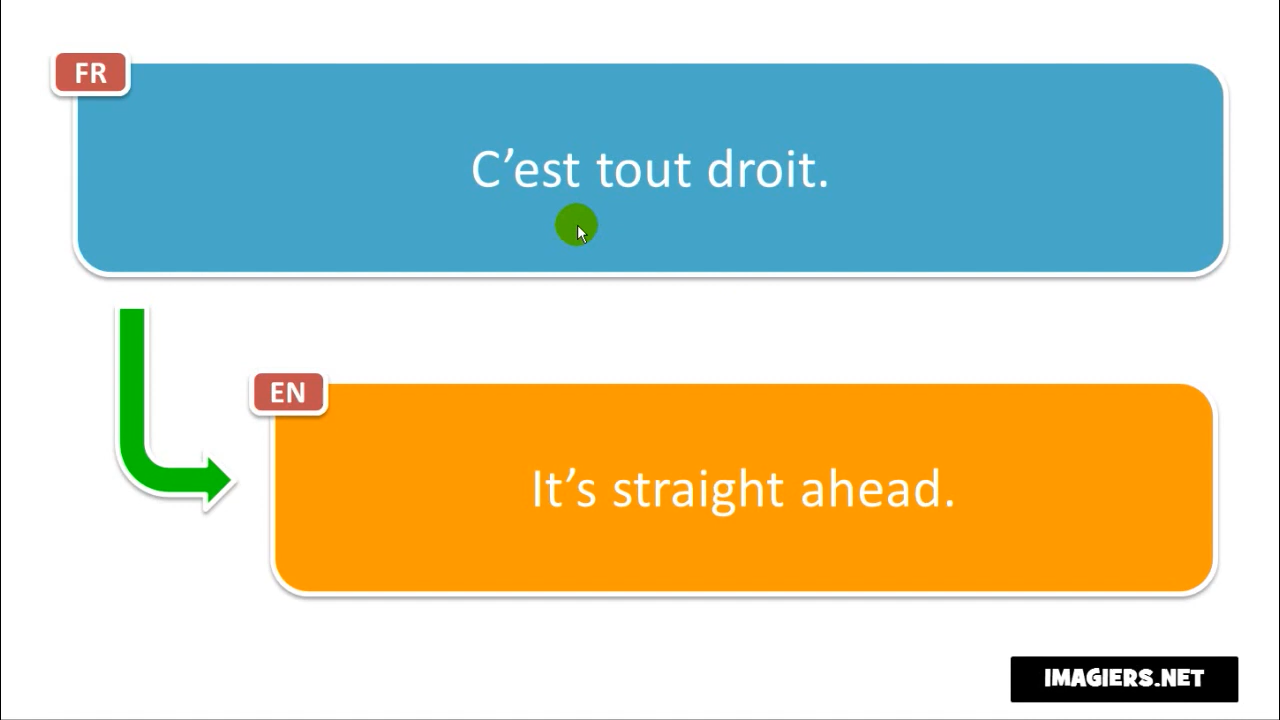 FR
C’est tout droit.
EN
It’s straight ahead.
IMAGIERS.NET